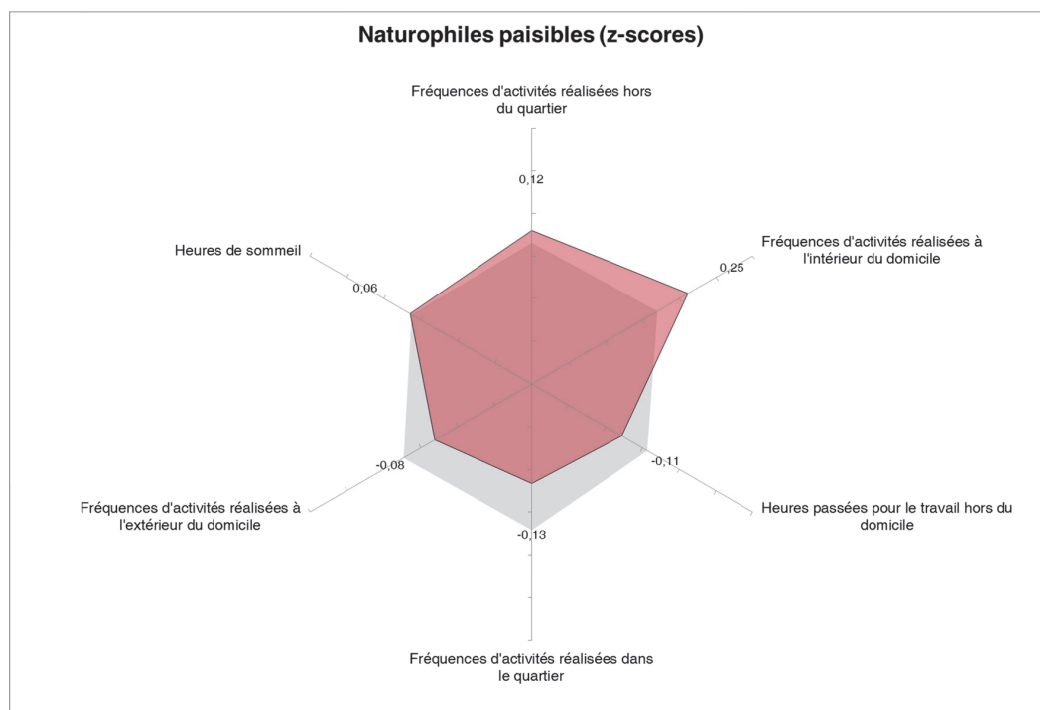 Naturophiles paisibles (z-scores)
Fréquences d'activités réalisées hors
du quartier
0,12
Fréquences d'activités réalisées à
l'intérieur du domicile
0,25
Heures de sommeil
0,06
-0,08
-0,11
Fréquences d'activités réalisées à
l'extérieur du domicile
Heures passées pour le travail hors du
domicile
-0,13
Fréquences d'activités réalisées dans
le quartier